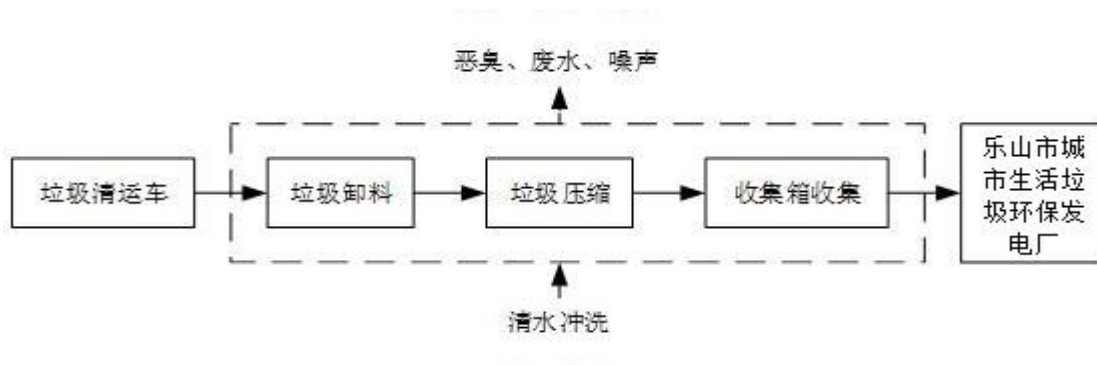 恶臭、废水、噪声
垃圾清运车
垃圾卸料
垃圾压缩
收集箱收集
乐山市城
市生活垃
圾环保发
电厂
清水冲洗